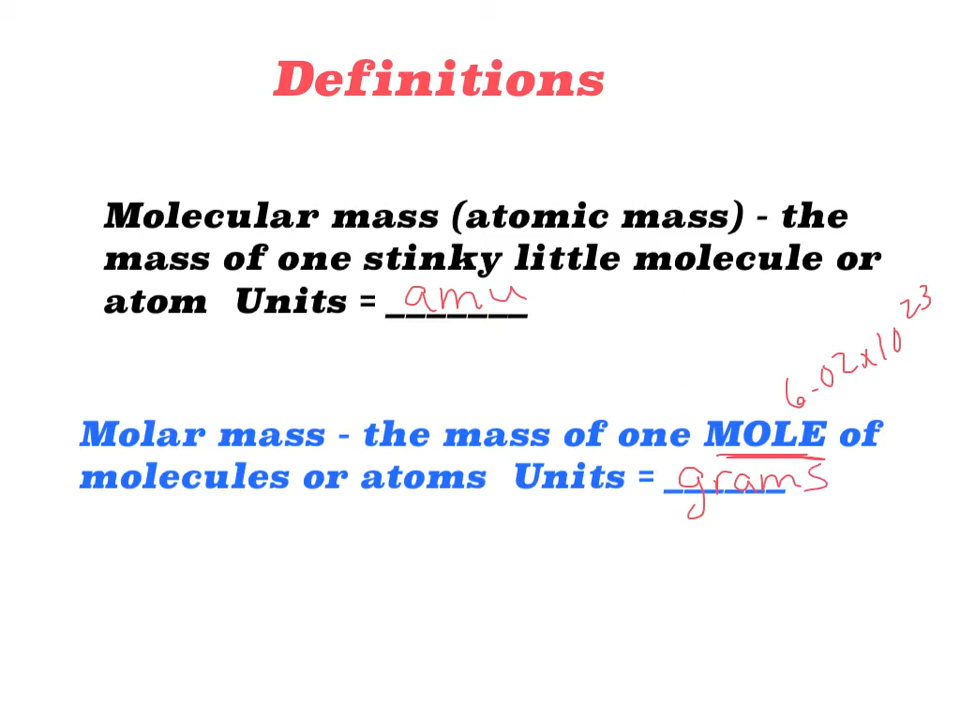 Definitions
Molecular mass (atomic mass) - the
mass of one stinky little molecule or
atom Units = amu
6.02x10^23
Molar mass - the mass of one MOLE of
molecules or atoms Units = grams